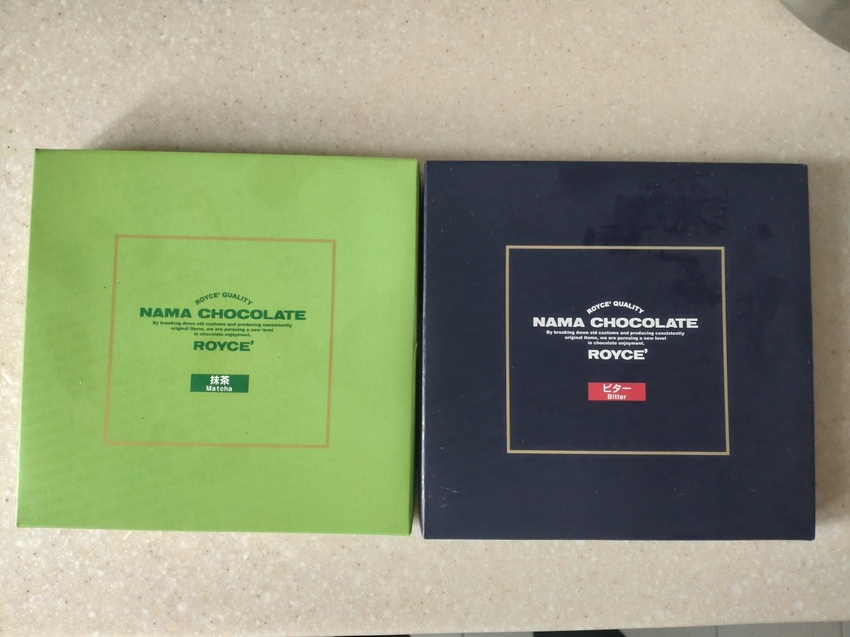 ROYCE' QUALITY
NAMA CHOCOLATE
By breaking down old customs and producing consistently
original items, we are pursuing a new level
in chocolate enjoyment.
ROYCE'
抹茶
Matcha
ROYCE' QUALITY
NAMA CHOCOLATE
By breaking down old customs and producing consistently
original items, we are pursuing a new level
in chocolate enjoyment.
ROYCE'
ビター
Bitter